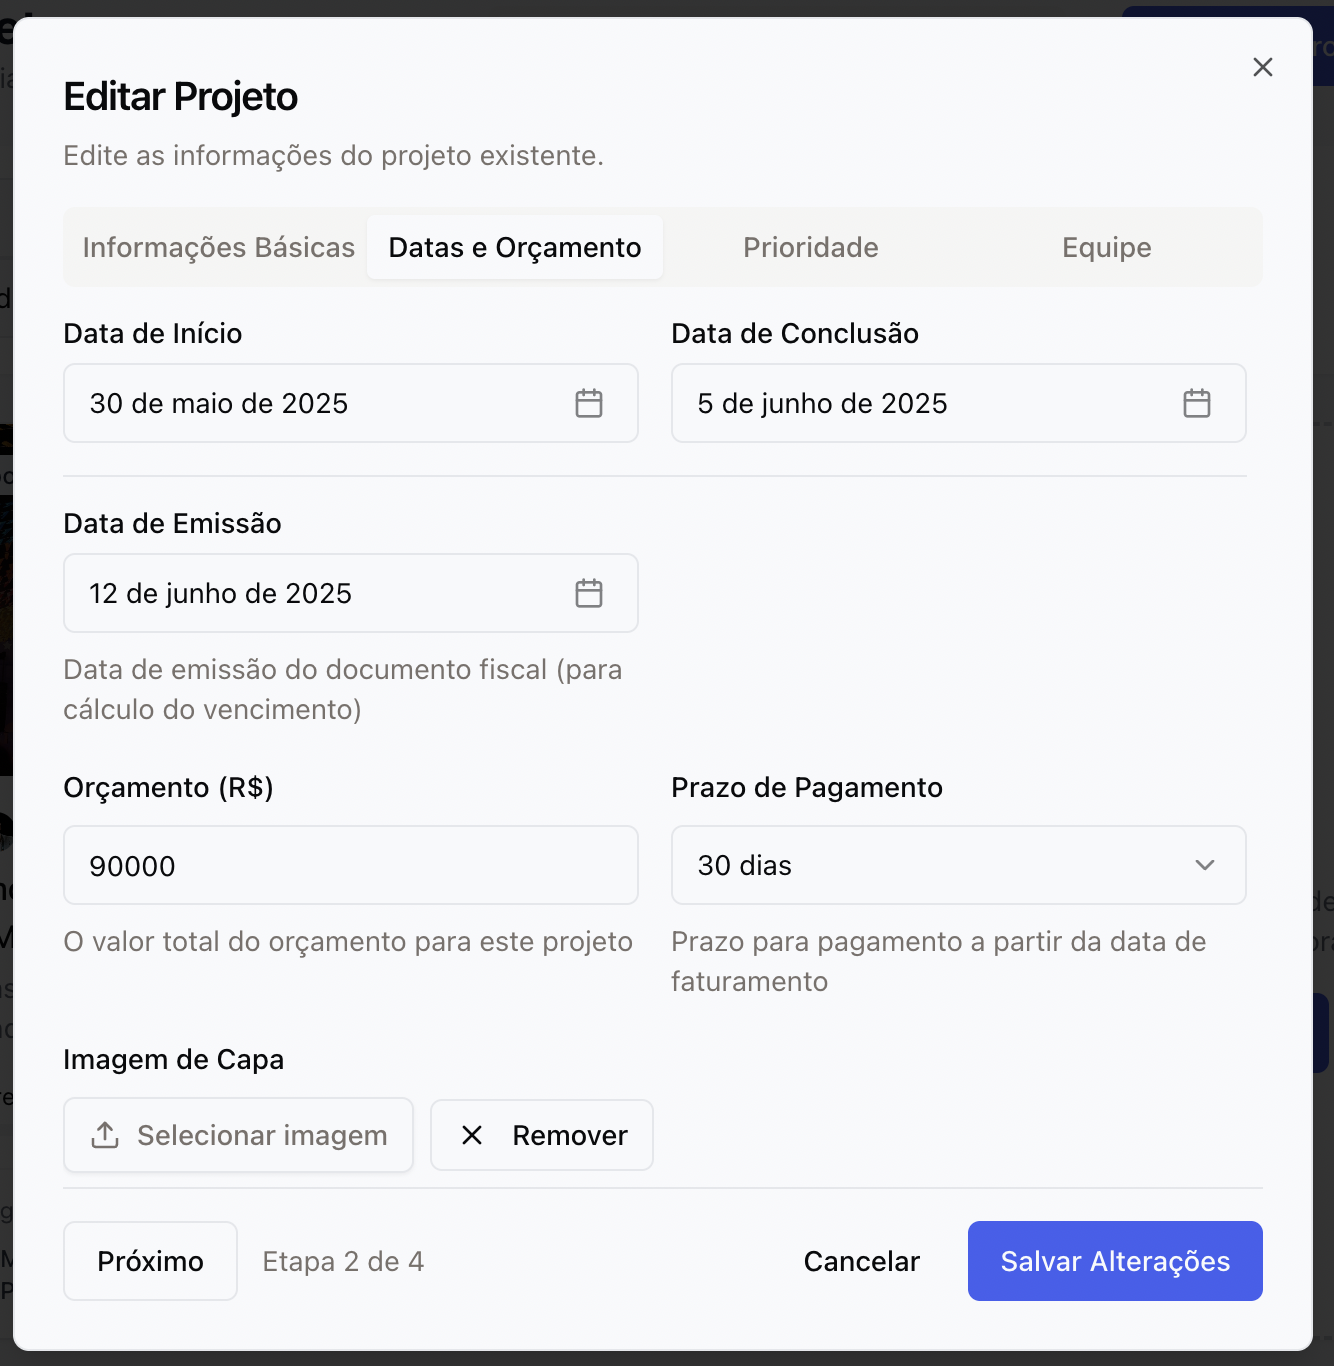 Editar Projeto
Edite as informações do projeto existente.
Informações Básicas
Datas e Orçamento
Prioridade
Equipe
Data de Início
Data de Conclusão
30 de maio de 2025
5 de junho de 2025
Data de Emissão
12 de junho de 2025
Data de emissão do documento fiscal (para
cálculo do vencimento)
Orçamento (R$)
Prazo de Pagamento
90000
30 dias
O valor total do orçamento para este projeto
Prazo para pagamento a partir da data de
faturamento
Imagem de Capa
Selecionar imagem
Remover
Próximo
Etapa 2 de 4
Cancelar
Salvar Alterações